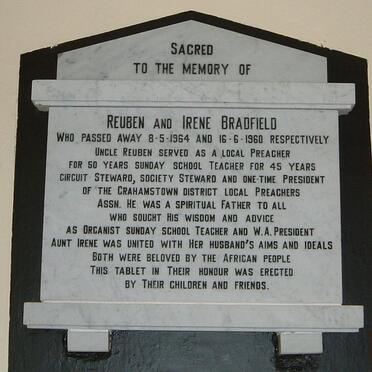 SACRED
TO THE MEMORY OF
REUBEN AND IRENE BRADFIELD
WHO PASSED AWAY 8-5-1964 AND 16-6-1960 RESPECTIVELY
UNCLE REUBEN SERVED AS A LOCAL PREACHER
FOR 50 YEARS SUNDAY SCHOOL TEACHER FOR 45 YEARS
CIRCUIT STEWARD, SOCIETY STEWARD AND ONE-TIME PRESIDENT
OF THE GRAHAMSTOWN DISTRICT LOCAL PREACHERS
ASSN. HE WAS A SPIRITUAL FATHER TO ALL
WHO SOUGHT HIS WISDOM AND ADVICE
AS ORGANIST SUNDAY SCHOOL TEACHER AND W.A. PRESIDENT
AUNT IRENE WAS UNITED WITH HER HUSBAND'S AIMS AND IDEALS
BOTH WERE BELOVED BY THE AFRICAN PEOPLE
THIS TABLET IN THEIR HONOUR WAS ERECTED
BY THEIR CHILDREN AND FRIENDS.